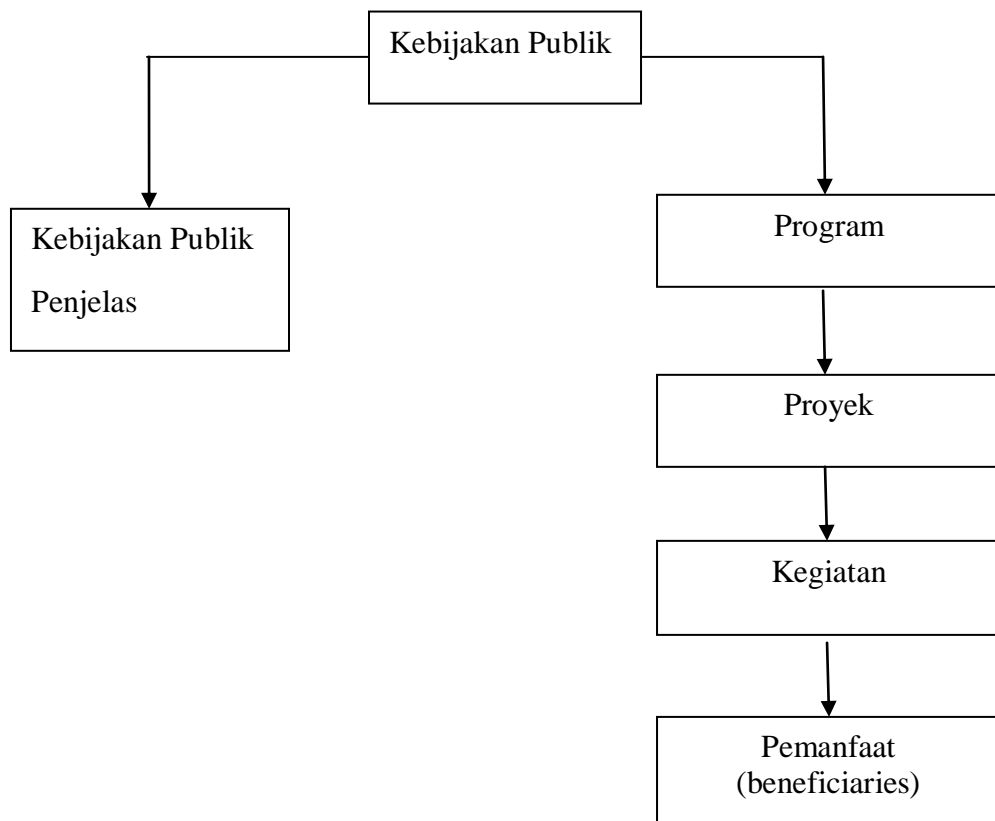 Kebijakan Publik
Kebijakan Publik
Penjelas
Program
Proyek
Kegiatan
Pemanfaat
(beneficiaries)